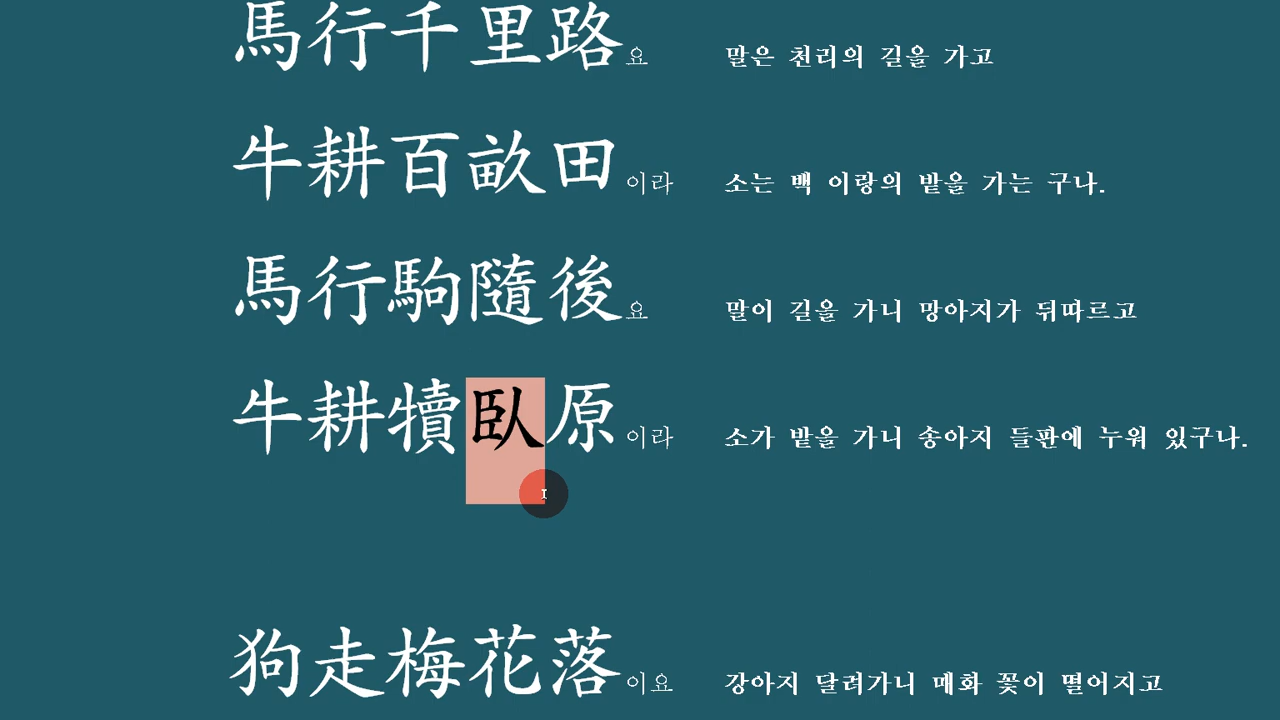 馬行千里路요 말은 천리의 길을 가고
牛耕百畝田이라 소는 백 이랑의 밭을 가는 구나.
馬行駒隨後요 말이 길을 가니 망아지가 뒤따르고
牛耕犢臥原이라 소가 밭을 가니 송아지 들판에 누워 있구나.
狗走梅花落이요 강아지 달려가니 매화 꽃이 떨어지고